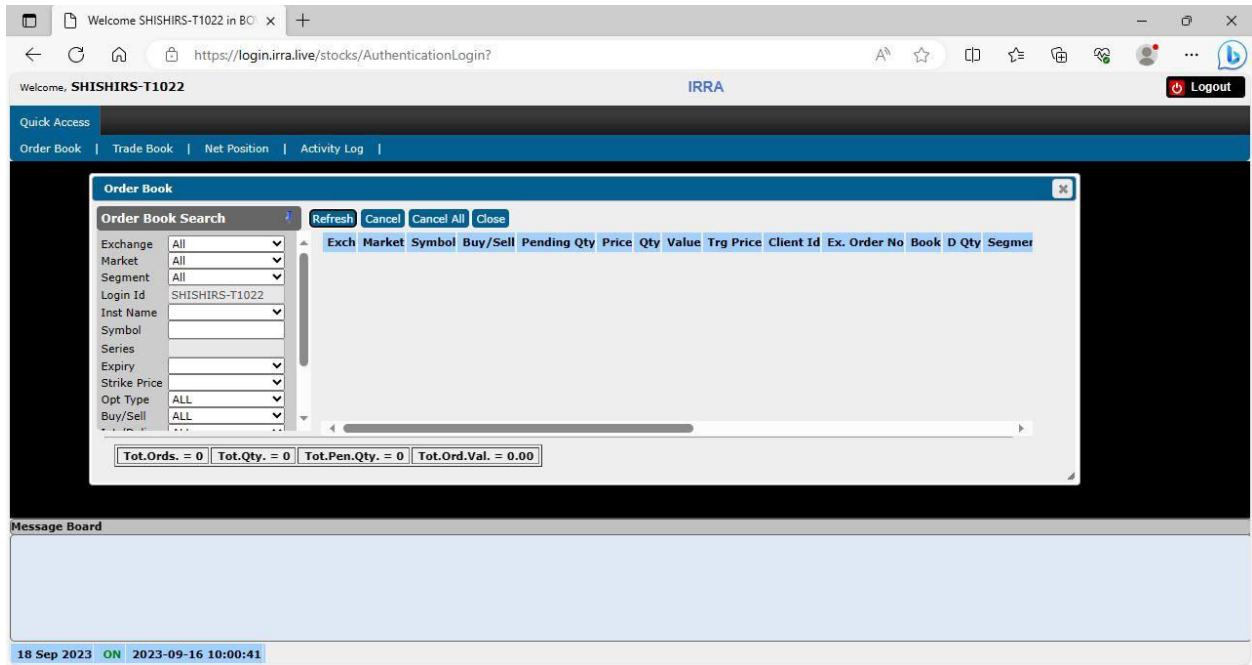 Welcome SHISHIRS-T1022 in BO
https://login.irra.live/stocks/AuthenticationLogin?
Welcome, SHISHIRS-T1022 IRRA Logout
Quick Access
Order Book | Trade Book | Net Position | Activity Log |
Order Book
Order Book Search Refresh Cancel Cancel All Close
Exch Market Symbol Buy/Sell Pending Qty Price Qty Value Trg Price Client Id Ex. Order No Book D Qty Segmer
Exchange All
Market All
Segment All
Login Id SHISHIRS-T1022
Inst Name
Symbol
Series
Expiry
Strike Price
Opt Type ALL
Buy/Sell ALL
Tot.Ords. = 0 Tot.Qty. = 0 Tot.Pen.Qty. = 0 Tot.Ord.Val. = 0.00
Message Board
18 Sep 2023 ON 2023-09-16 10:00:41